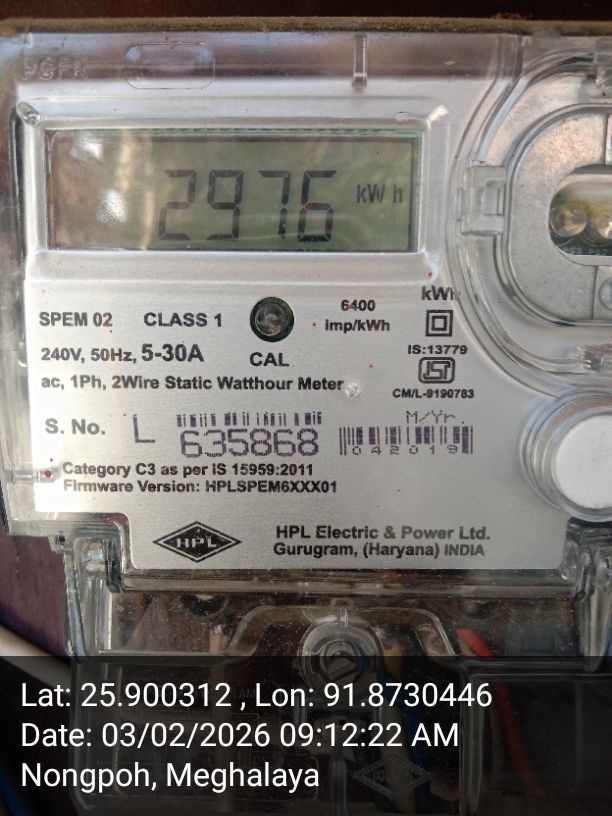 2976 kWh
SPEM 02 CLASS 1
6400
imp/kWh
kWh
240V, 50Hz, 5-30A CAL
IS:13779
ISI
CM/L-9190783
ac, 1Ph, 2Wire Static Watthour Meter
S. No. L 635868
M/Yr.
042019
Category C3 as per IS 15959:2011
Firmware Version: HPLSPEM6XXX01
HPL
HPL Electric & Power Ltd.
Gurugram, (Haryana) INDIA
Lat: 25.900312 , Lon: 91.8730446
Date: 03/02/2026 09:12:22 AM
Nongpoh, Meghalaya